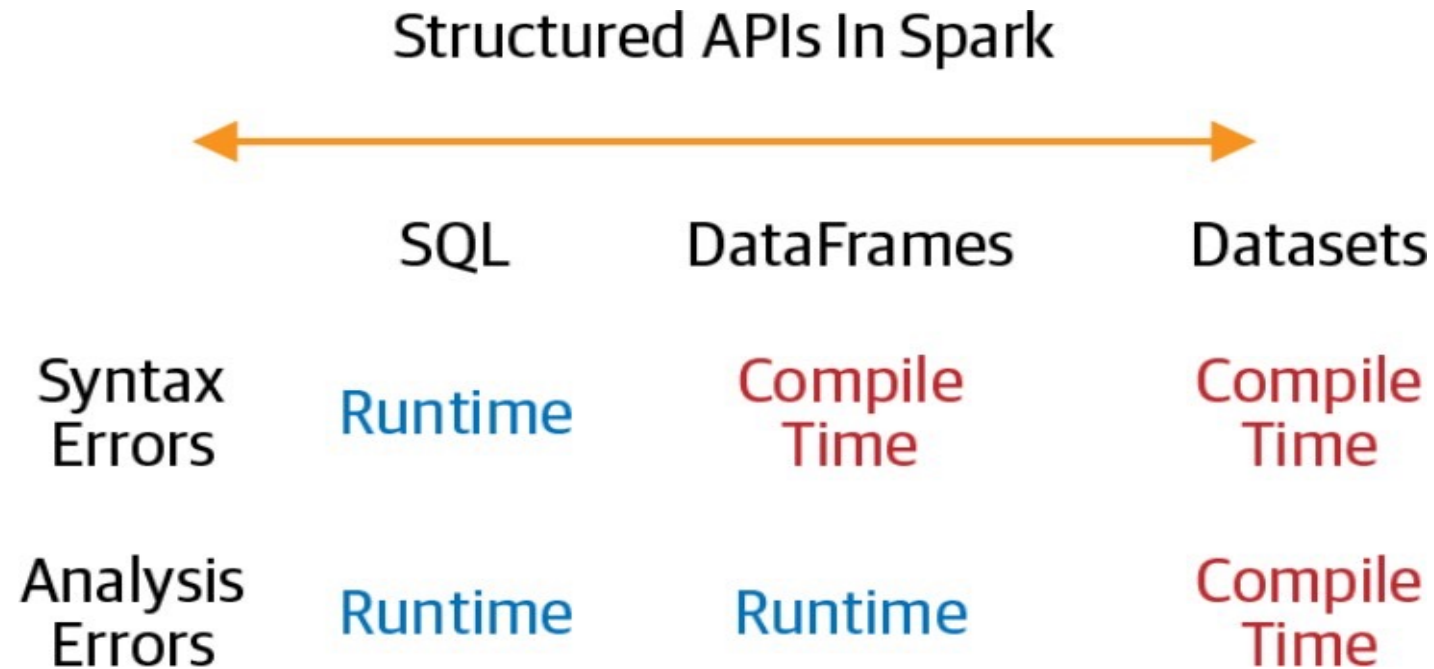 Structured APIs In Spark
SQL DataFrames Datasets
Syntax Errors Runtime Compile Time Compile Time
Analysis Errors Runtime Runtime Compile Time